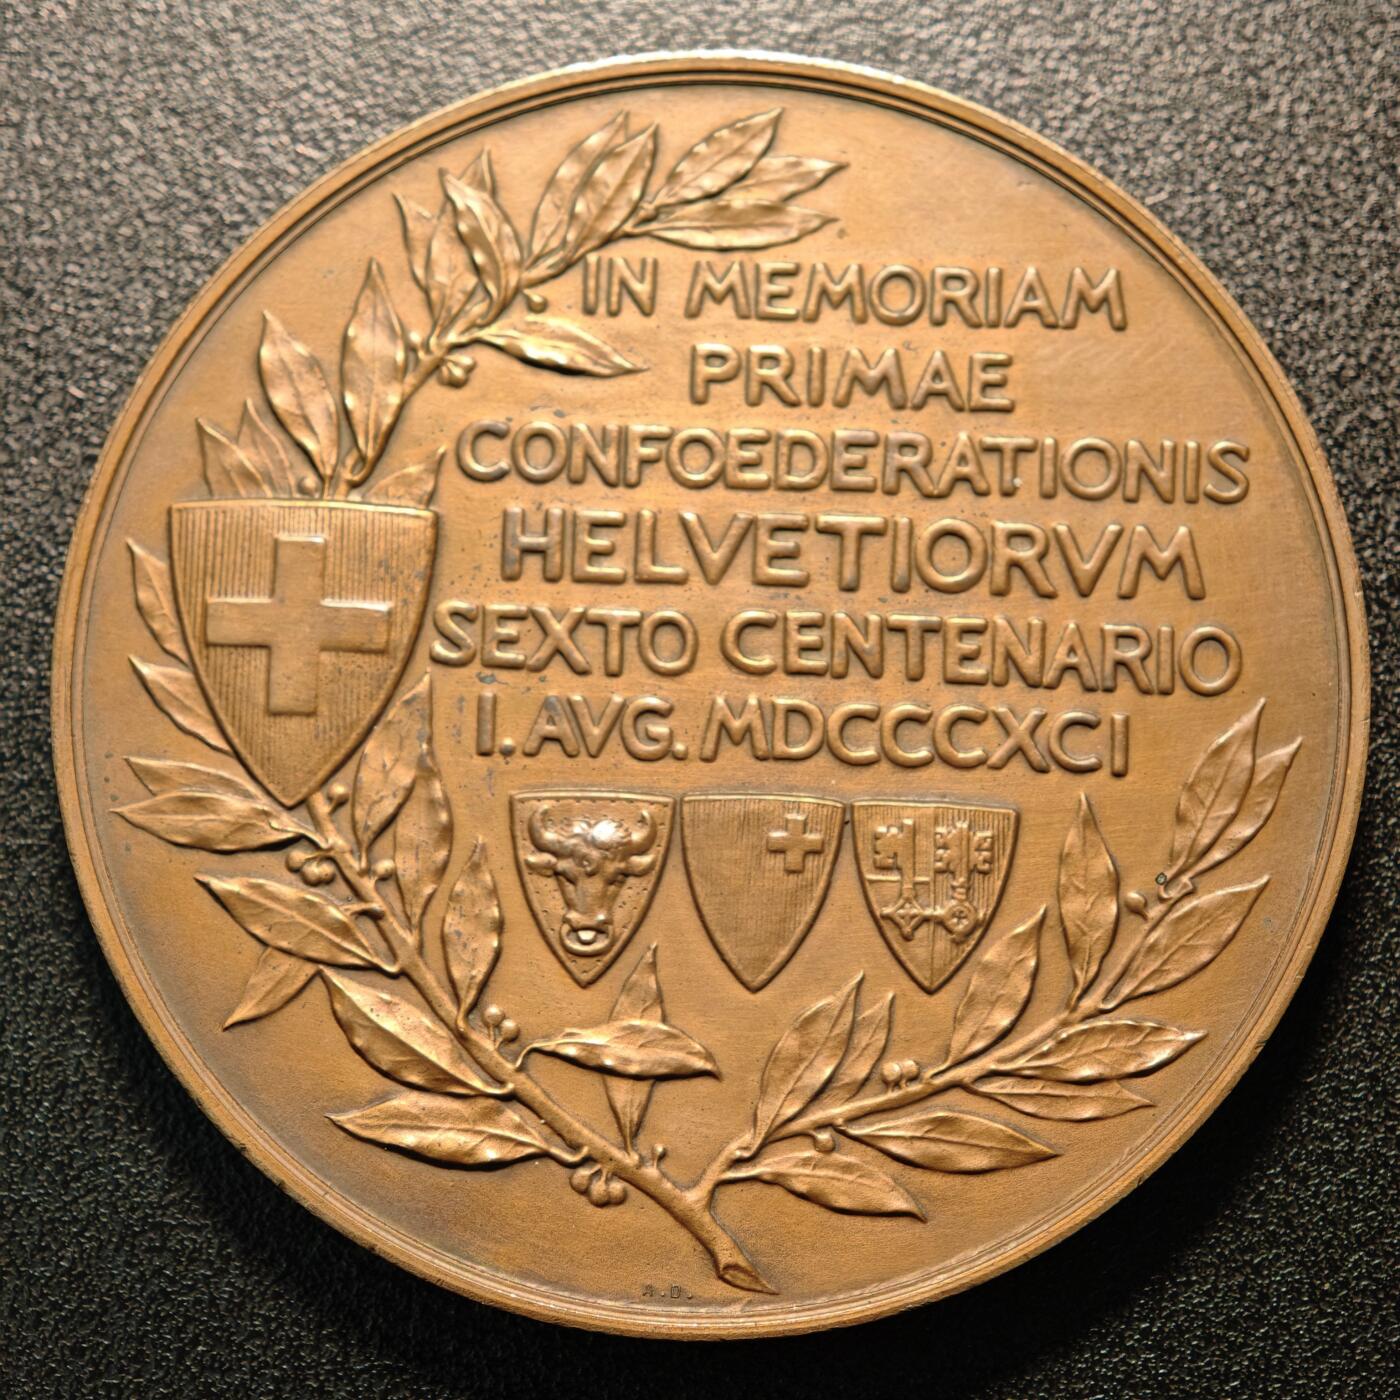 IN MEMORIAM
PRIMAE
CONFOEDERATIONIS
HELVETIORVM
SEXTO CENTENARIO
I. AVG. MDCCCXCI
A.D.